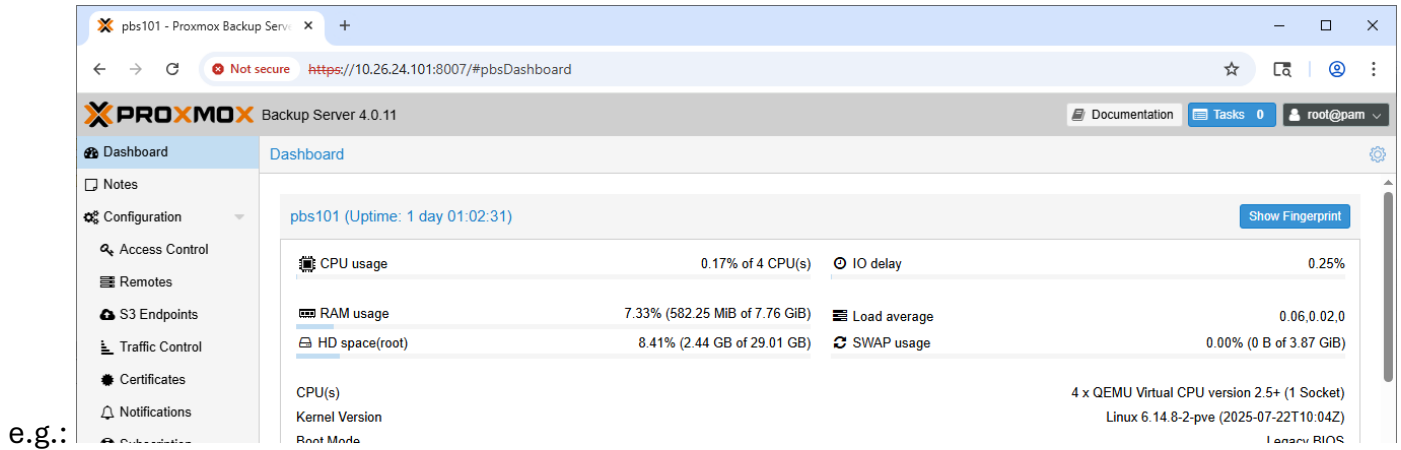 pbs101 - Proxmox Backup Serve
Not secure https://10.26.24.101:8007/#pbsDashboard
PROXMOX Backup Server 4.0.11 Documentation Tasks 0 root@pam
Dashboard
Dashboard
Notes
Configuration
Access Control
Remotes
S3 Endpoints
Traffic Control
Certificates
Notifications
Subscription
pbs101 (Uptime: 1 day 01:02:31) Show Fingerprint
CPU usage 0.17% of 4 CPU(s) IO delay 0.25%
RAM usage 7.33% (582.25 MiB of 7.76 GiB) Load average 0.06,0.02,0
HD space(root) 8.41% (2.44 GB of 29.01 GB) SWAP usage 0.00% (0 B of 3.87 GiB)
CPU(s) 4 x QEMU Virtual CPU version 2.5+ (1 Socket)
Kernel Version Linux 6.14.8-2-pve (2025-07-22T10:04Z)
Boot Mode Legacy BIOS
e.g.: